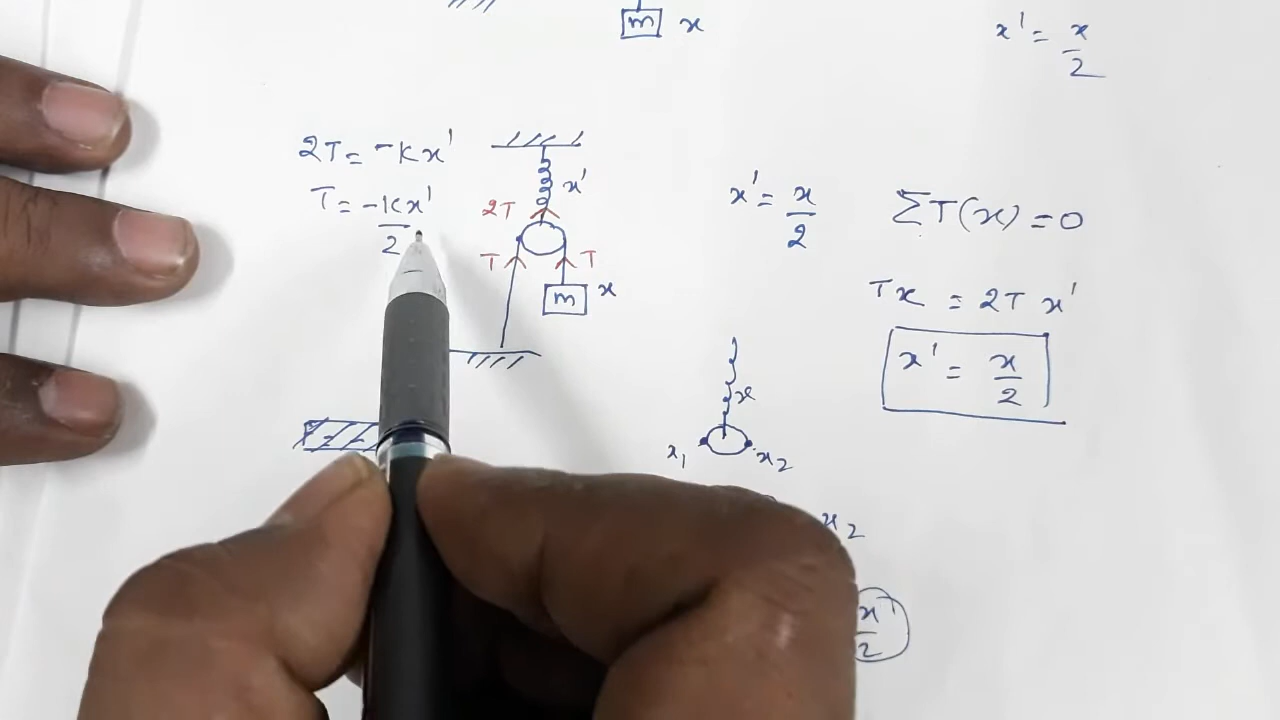 m x
x' = x/2
2T = -kx'
T = -kx'/2
x'
2T
T T
m x
x' = x/2
ΣT(x) = 0
Tx = 2T x'
x' = x/2
x
x1 x2
x2
x/2